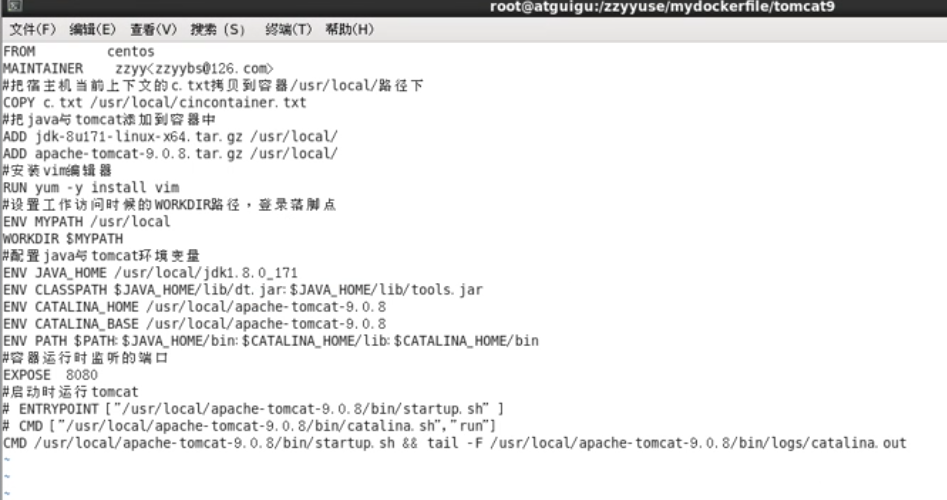 root@atguigu:/zzyyuse/mydockerfile/tomcat9
文件(F) 编辑(E) 查看(V) 搜索 (S) 终端(T) 帮助(H)
FROM centos
MAINTAINER zzyy<zzyybs@126.com>
#把宿主机当前上下文的c.txt拷贝到容器/usr/local/路径下
COPY c.txt /usr/local/cincontainer.txt
#把java与tomcat添加到容器中
ADD jdk-8u171-linux-x64.tar.gz /usr/local/
ADD apache-tomcat-9.0.8.tar.gz /usr/local/
#安装vim编辑器
RUN yum -y install vim
#设置工作访问时候的WORKDIR路径，登录落脚点
ENV MYPATH /usr/local
WORKDIR $MYPATH
#配置java与tomcat环境变量
ENV JAVA_HOME /usr/local/jdk1.8.0_171
ENV CLASSPATH $JAVA_HOME/lib/dt.jar:$JAVA_HOME/lib/tools.jar
ENV CATALINA_HOME /usr/local/apache-tomcat-9.0.8
ENV CATALINA_BASE /usr/local/apache-tomcat-9.0.8
ENV PATH $PATH:$JAVA_HOME/bin:$CATALINA_HOME/lib:$CATALINA_HOME/bin
#容器运行时监听的端口
EXPOSE 8080
#启动时运行tomcat
# ENTRYPOINT ["/usr/local/apache-tomcat-9.0.8/bin/startup.sh" ]
# CMD ["/usr/local/apache-tomcat-9.0.8/bin/catalina.sh","run"]
CMD /usr/local/apache-tomcat-9.0.8/bin/startup.sh && tail -F /usr/local/apache-tomcat-9.0.8/bin/logs/catalina.out
~
~
~